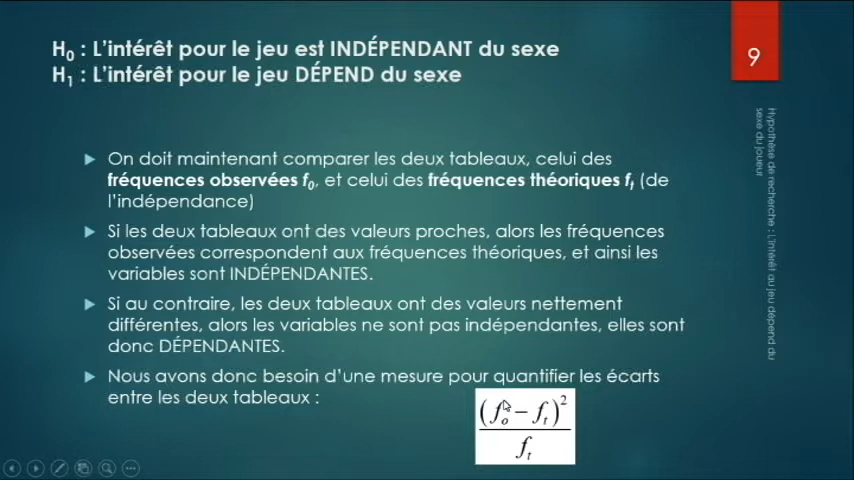 H₀ : L'intérêt pour le jeu est INDÉPENDANT du sexe
H₁ : L'intérêt pour le jeu DÉPEND du sexe
9
On doit maintenant comparer les deux tableaux, celui des
fréquences observées f₀, et celui des fréquences théoriques fₜ (de
l'indépendance)
Si les deux tableaux ont des valeurs proches, alors les fréquences
observées correspondent aux fréquences théoriques, et ainsi les
variables sont INDÉPENDANTES.
Si au contraire, les deux tableaux ont des valeurs nettement
différentes, alors les variables ne sont pas indépendantes, elles sont
donc DÉPENDANTES.
Nous avons donc besoin d'une mesure pour quantifier les écarts
entre les deux tableaux :
(fₒ − fₜ)²
fₜ
Hypothèse de recherche : L'intérêt au jeu dépend du
sexe du joueur